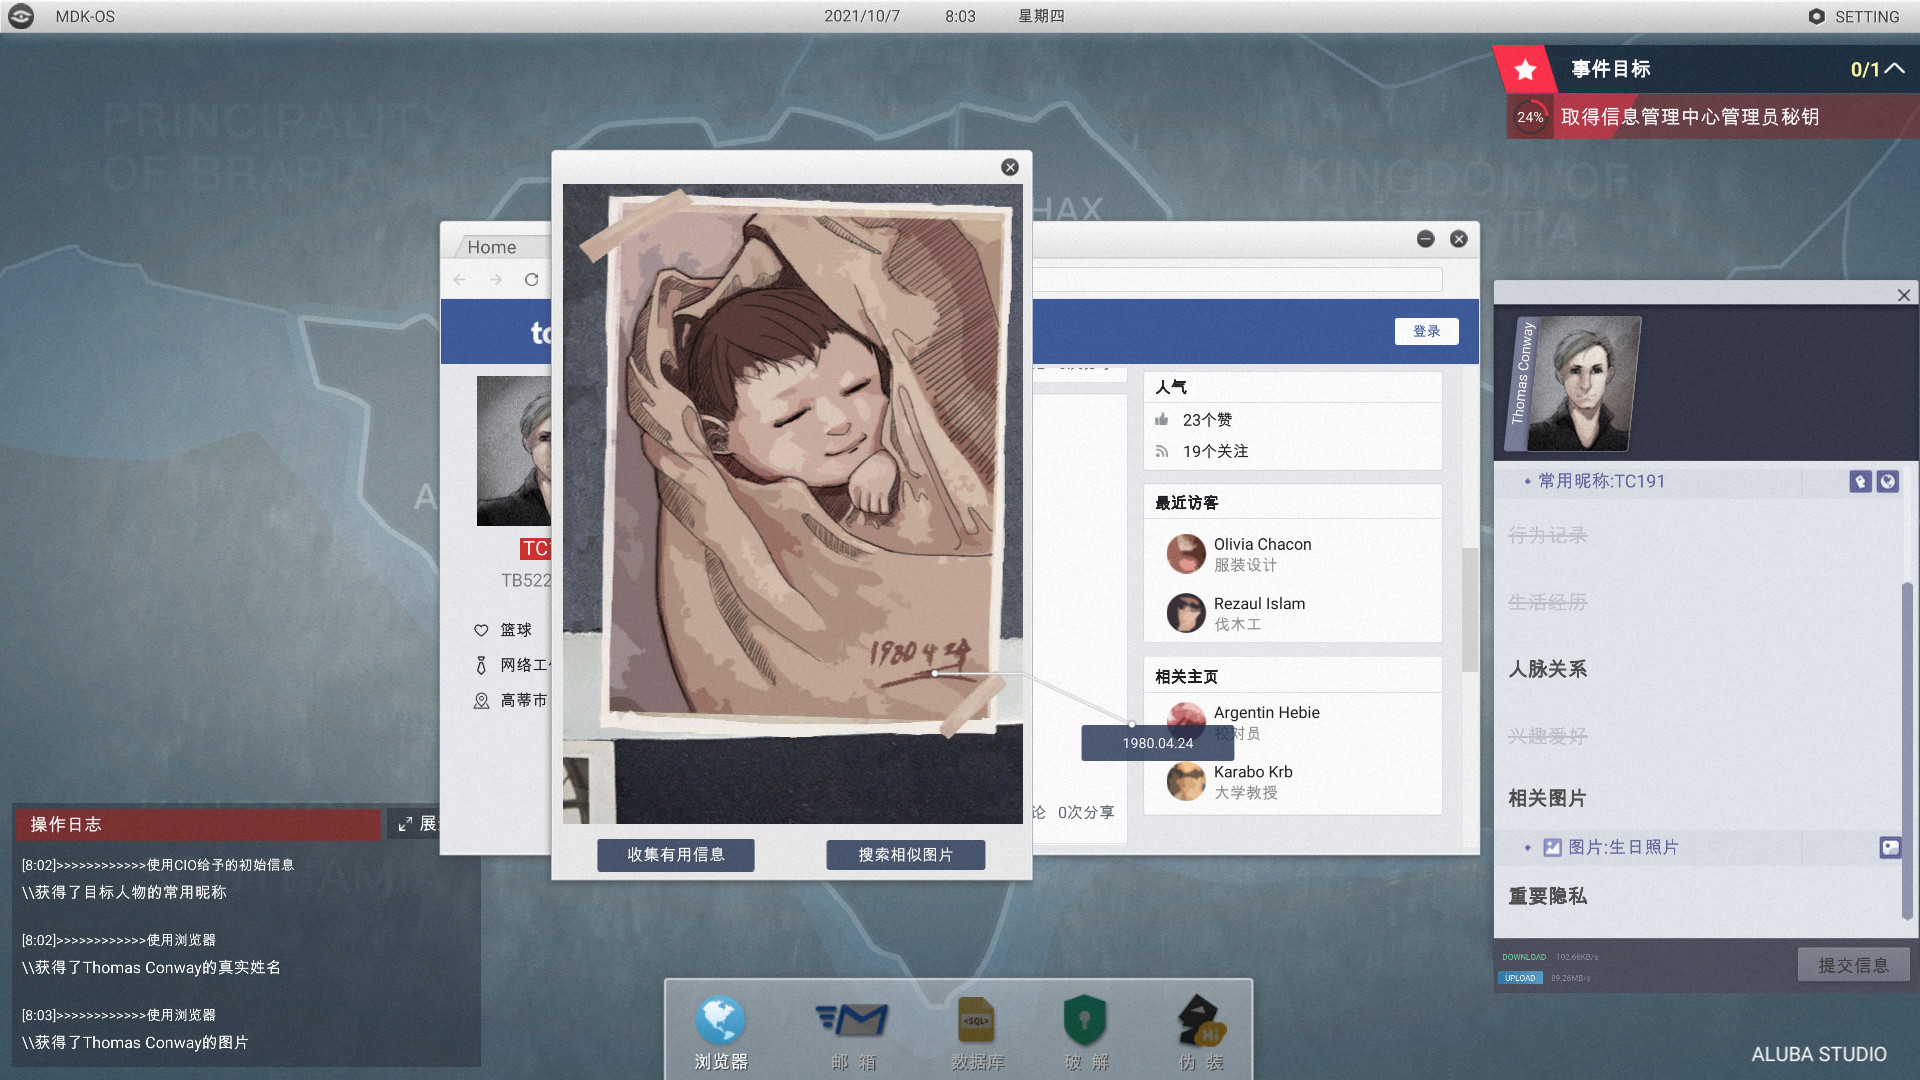 MDK-OS
2021/10/7 8:03 星期四
SETTING
事件目标 0/1
24% 取得信息管理中心管理员秘钥
PRINCIPALITY
OF BRAPIA
KINGDOM OF
HAX
Home
登录
TC
TB522
篮球
网络工
高蒂市
1980 4 24
1980.04.24
收集有用信息
搜索相似图片
人气
23个赞
19个关注
最近访客
Olivia Chacon
服装设计
Rezaul Islam
伐木工
相关主页
Argentin Hebie
校对员
Karabo Krb
大学教授
论 0次分享
Thomas Conway
常用昵称:TC191
行为记录
生活经历
人脉关系
兴趣爱好
相关图片
图片:生日照片
重要隐私
DOWNLOAD 102.66KB/s
UPLOAD 89.26MB/s
提交信息
操作日志
展
[8:02]>>>>>>>>>>>>使用CIO给予的初始信息
\\获得了目标人物的常用昵称
[8:02]>>>>>>>>>>>>使用浏览器
\\获得了Thomas Conway的真实姓名
[8:03]>>>>>>>>>>>>使用浏览器
\\获得了Thomas Conway的图片
浏览器
邮 箱
<SQL>
数据库
破 解
Hi
伪 装
ALUBA STUDIO